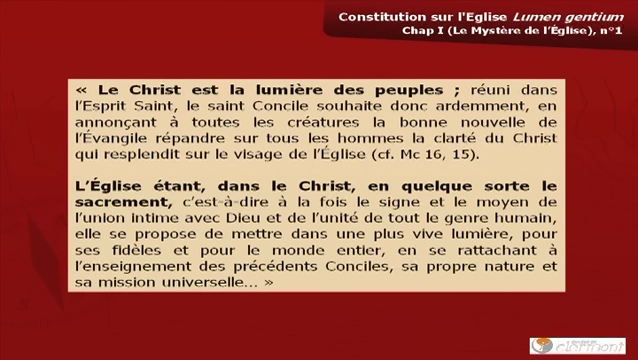 Constitution sur l'Eglise Lumen gentium
Chap I (Le Mystère de l'Église), n°1
« Le Christ est la lumière des peuples ; réuni dans
l'Esprit Saint, le saint Concile souhaite donc ardemment, en
annonçant à toutes les créatures la bonne nouvelle de
l'Évangile répandre sur tous les hommes la clarté du Christ
qui resplendit sur le visage de l'Église (cf. Mc 16, 15).
L'Église étant, dans le Christ, en quelque sorte le
sacrement, c'est-à-dire à la fois le signe et le moyen de
l'union intime avec Dieu et de l'unité de tout le genre humain,
elle se propose de mettre dans une plus vive lumière, pour
ses fidèles et pour le monde entier, en se rattachant à
l'enseignement des précédents Conciles, sa propre nature et
sa mission universelle... »
clermont